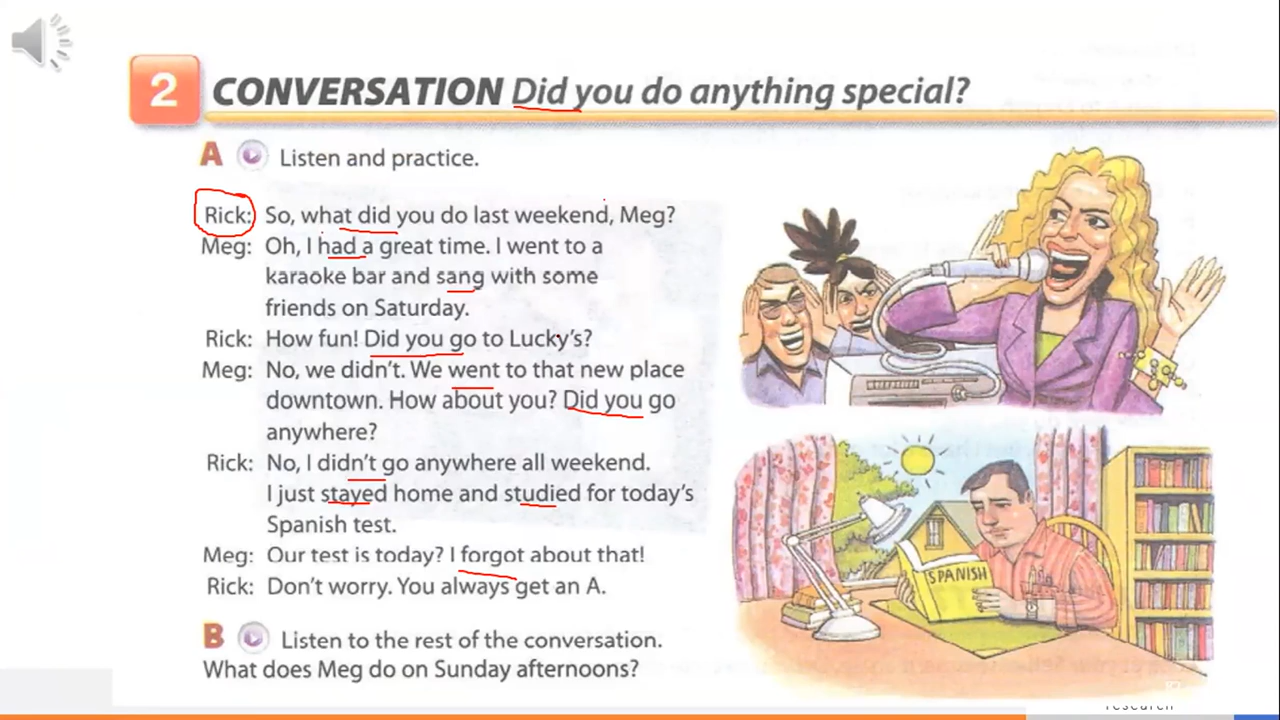 2 CONVERSATION Did you do anything special?
A Listen and practice.
Rick: So, what did you do last weekend, Meg?
Meg: Oh, I had a great time. I went to a
karaoke bar and sang with some
friends on Saturday.
Rick: How fun! Did you go to Lucky's?
Meg: No, we didn't. We went to that new place
downtown. How about you? Did you go
anywhere?
Rick: No, I didn't go anywhere all weekend.
I just stayed home and studied for today's
Spanish test.
Meg: Our test is today? I forgot about that!
Rick: Don't worry. You always get an A.
SPANISH
B Listen to the rest of the conversation.
What does Meg do on Sunday afternoons?
research